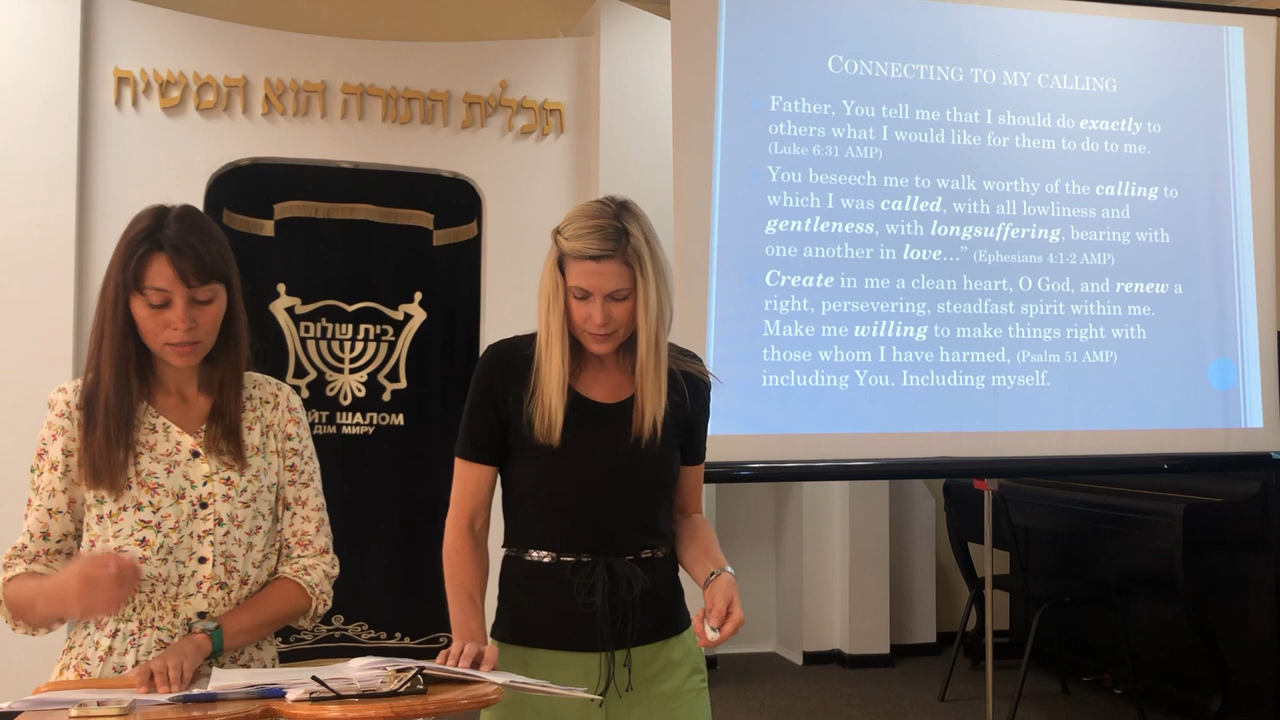 תכלית התורה הוא המשיח
בית שלום
ЙТ ШАЛОМ
ДІМ МИРУ
CONNECTING TO MY CALLING
Father, You tell me that I should do exactly to
others what I would like for them to do to me.
(Luke 6:31 AMP)
You beseech me to walk worthy of the calling to
which I was called, with all lowliness and
gentleness, with longsuffering, bearing with
one another in love…” (Ephesians 4:1-2 AMP)
Create in me a clean heart, O God, and renew a
right, persevering, steadfast spirit within me.
Make me willing to make things right with
those whom I have harmed, (Psalm 51 AMP)
including You. Including myself.